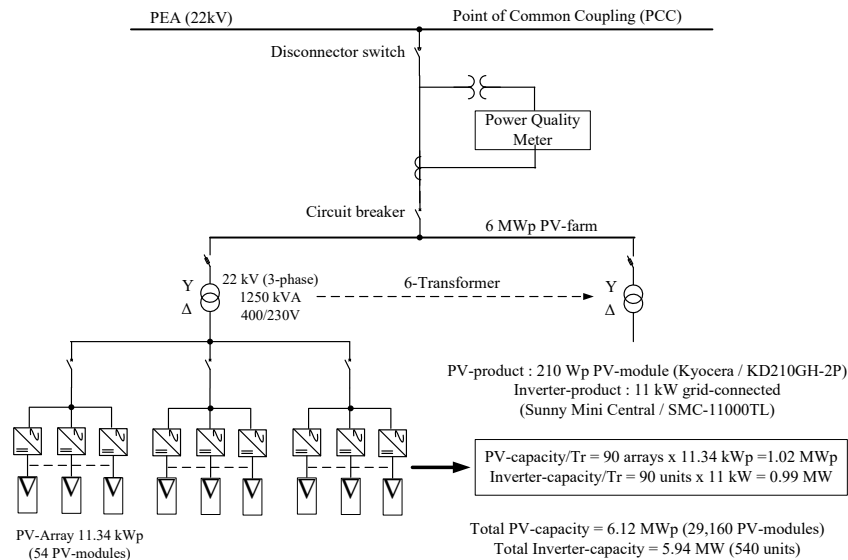 PEA (22kV)
Point of Common Coupling (PCC)
Disconnector switch
Power Quality
Meter
Circuit breaker
6 MWp PV-farm
Y
Δ
22 kV (3-phase)
1250 kVA
400/230V
6-Transformer
Y
Δ
PV-product : 210 Wp PV-module (Kyocera / KD210GH-2P)
Inverter-product : 11 kW grid-connected
(Sunny Mini Central / SMC-11000TL)
PV-capacity/Tr = 90 arrays x 11.34 kWp =1.02 MWp
Inverter-capacity/Tr = 90 units x 11 kW = 0.99 MW
PV-Array 11.34 kWp
(54 PV-modules)
Total PV-capacity = 6.12 MWp (29,160 PV-modules)
Total Inverter-capacity = 5.94 MW (540 units)